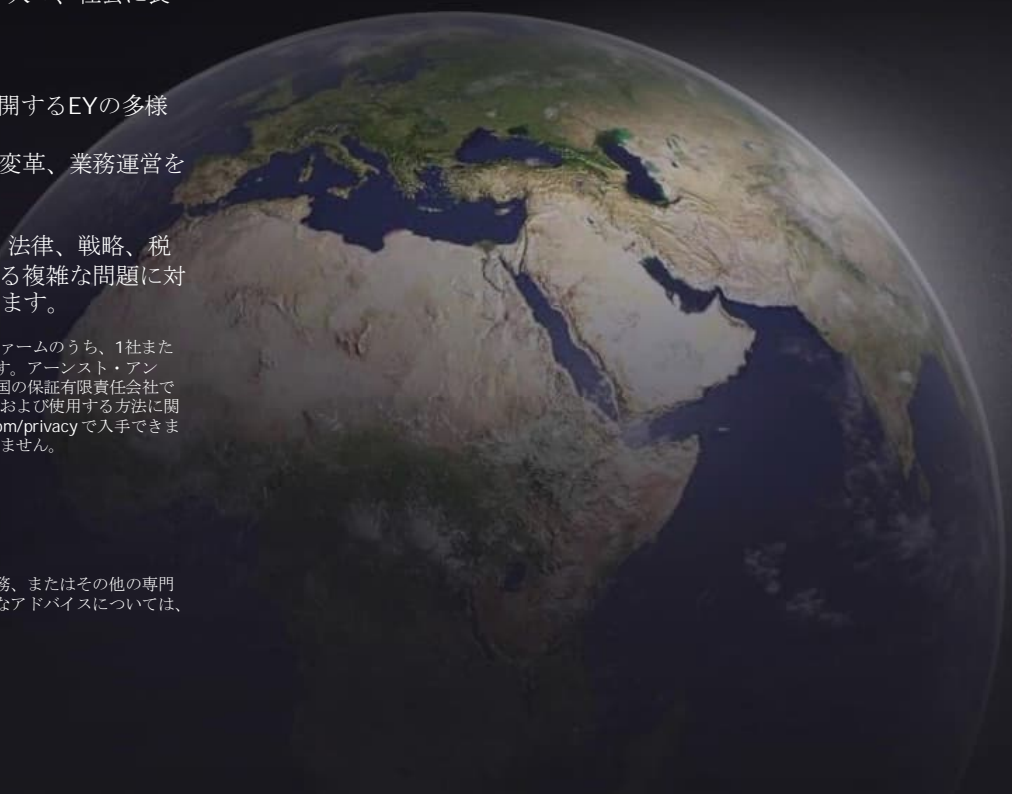 開するEYの多様
変革、業務運営を
法律、戦略、税
る複雑な問題に対
ます。
ァームのうち、1社また
す。アーンスト・アン
国の保証有限責任会社で
および使用する方法に関
om/privacy で入手できま
ません。
務、またはその他の専門
なアドバイスについては、